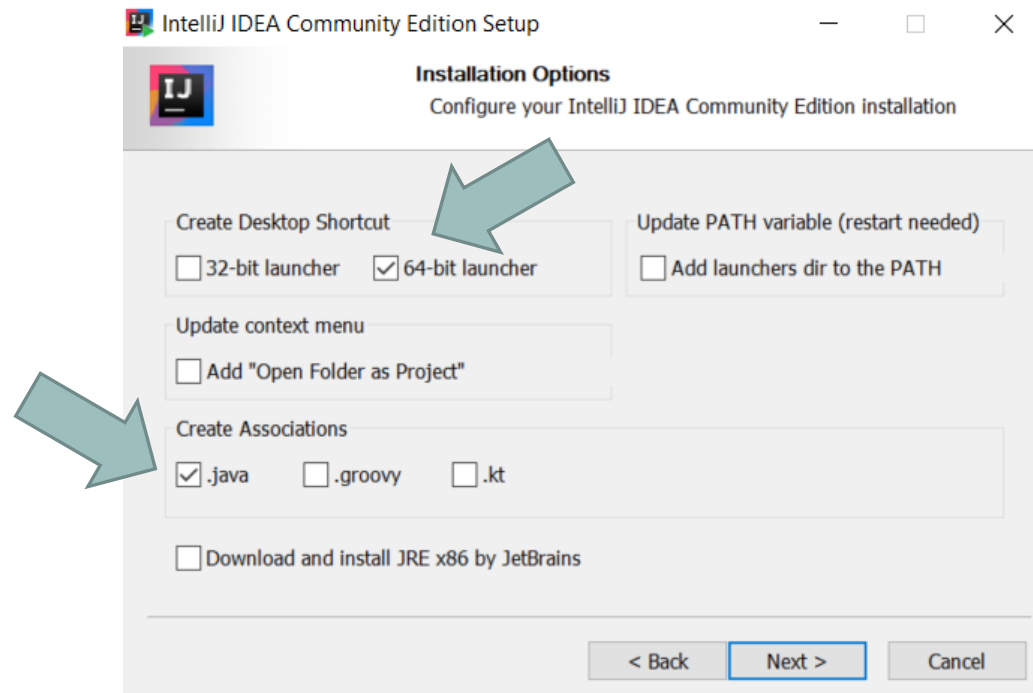 IntelliJ IDEA Community Edition Setup
IJ
Installation Options
Configure your IntelliJ IDEA Community Edition installation
Create Desktop Shortcut
32-bit launcher 64-bit launcher
Update PATH variable (restart needed)
Add launchers dir to the PATH
Update context menu
Add "Open Folder as Project"
Create Associations
.java .groovy .kt
Download and install JRE x86 by JetBrains
< Back Next > Cancel